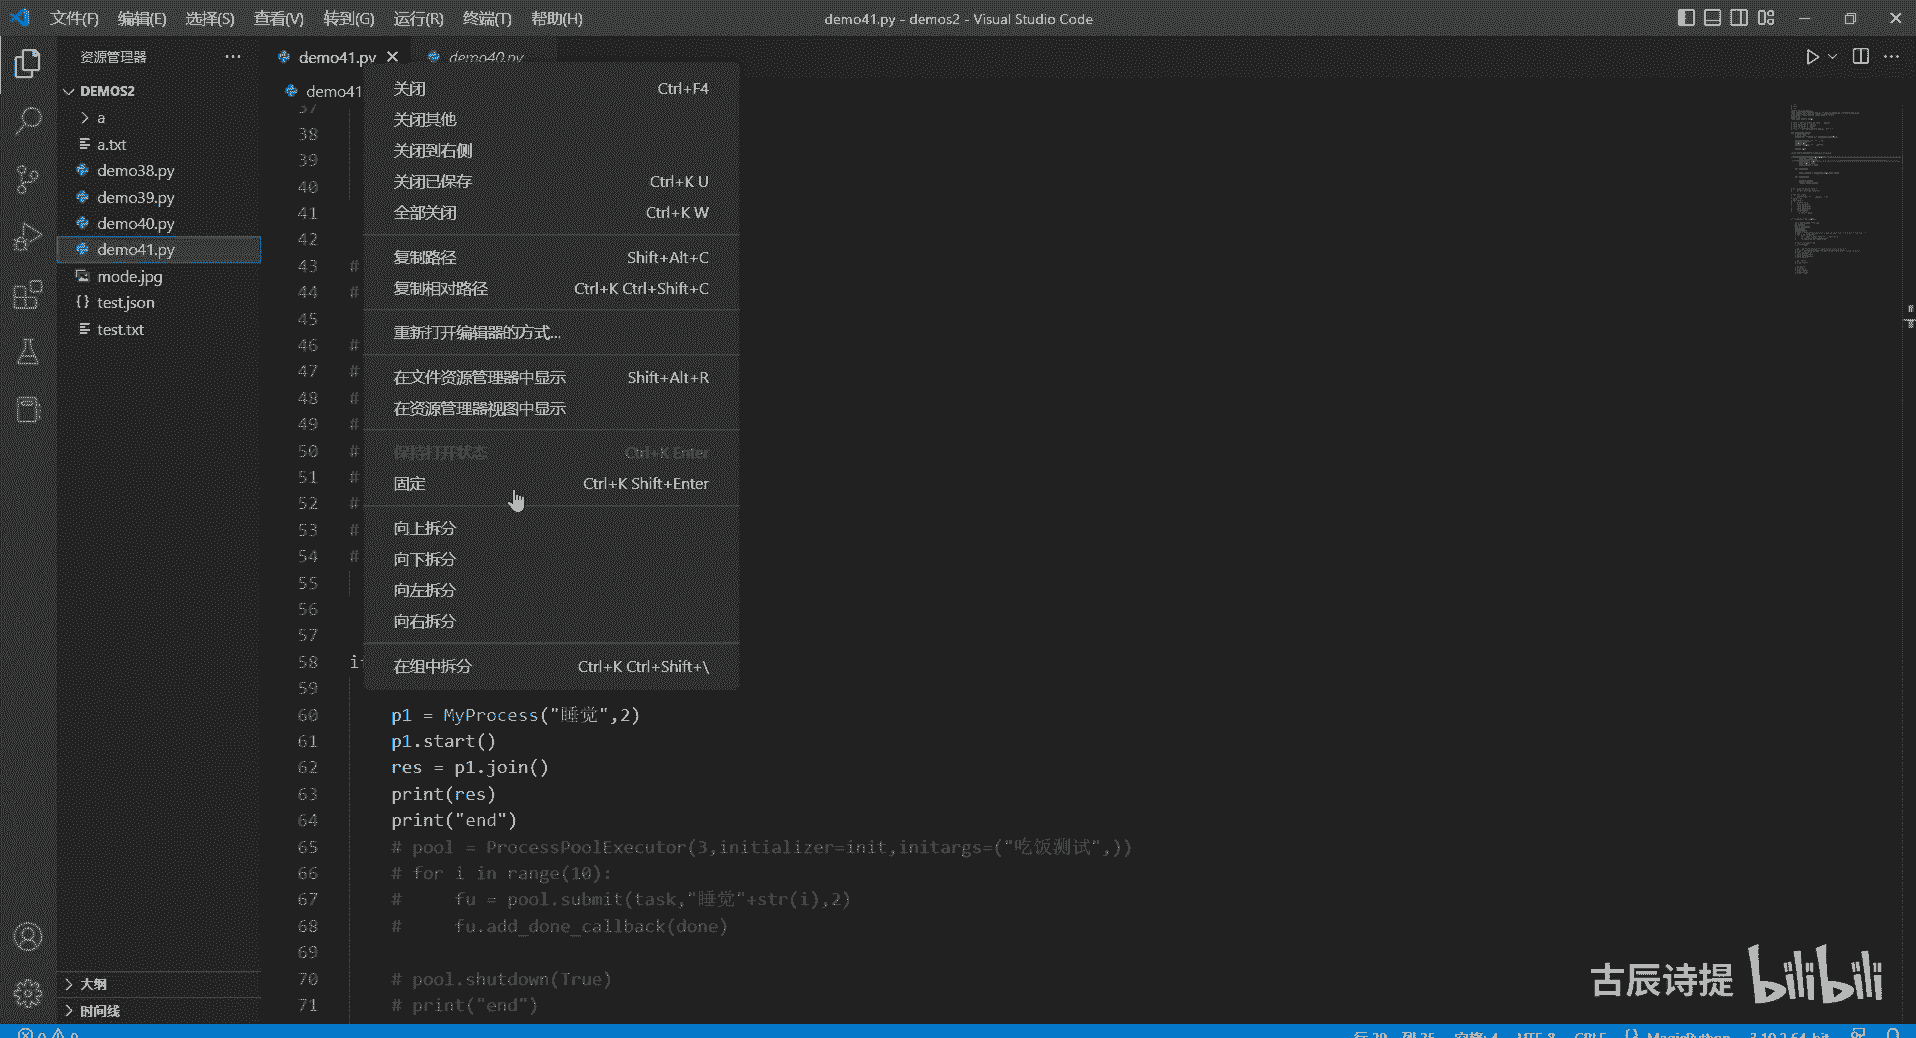 文件(F) 编辑(E) 选择(S) 查看(V) 转到(G) 运行(R) 终端(T) 帮助(H) demo41.py - demos2 - Visual Studio Code
资源管理器
demo41.py
demo40.py
DEMOS2
a
a.txt
demo38.py
demo39.py
demo40.py
demo41.py
mode.jpg
test.json
test.txt
大纲
时间线
demo41
关闭 Ctrl+F4
关闭其他
关闭到右侧
关闭已保存 Ctrl+K U
全部关闭 Ctrl+K W
复制路径 Shift+Alt+C
复制相对路径 Ctrl+K Ctrl+Shift+C
重新打开编辑器的方式...
在文件资源管理器中显示 Shift+Alt+R
在资源管理器视图中显示
保持打开状态 Ctrl+K Enter
固定 Ctrl+K Shift+Enter
向上拆分
向下拆分
向左拆分
向右拆分
在组中拆分 Ctrl+K Ctrl+Shift+\
37
38
39
40
41
42
43 #
44 #
45
46 #
47 #
48 #
49 #
50 #
51 #
52 #
53 #
54 #
55
56
57
58 i
59
60 p1 = MyProcess("睡觉",2)
61 p1.start()
62 res = p1.join()
63 print(res)
64 print("end")
65 # pool = ProcessPoolExecutor(3,initializer=init,initargs=("吃饭测试",))
66 # for i in range(10):
67 # fu = pool.submit(task,"睡觉"+str(i),2)
68 # fu.add_done_callback(done)
69
70 # pool.shutdown(True)
71 # print("end")
古辰诗提 bilibili
空格: 4 UTF-8 CRLF {} MagicPython 3.10.2 64-bit